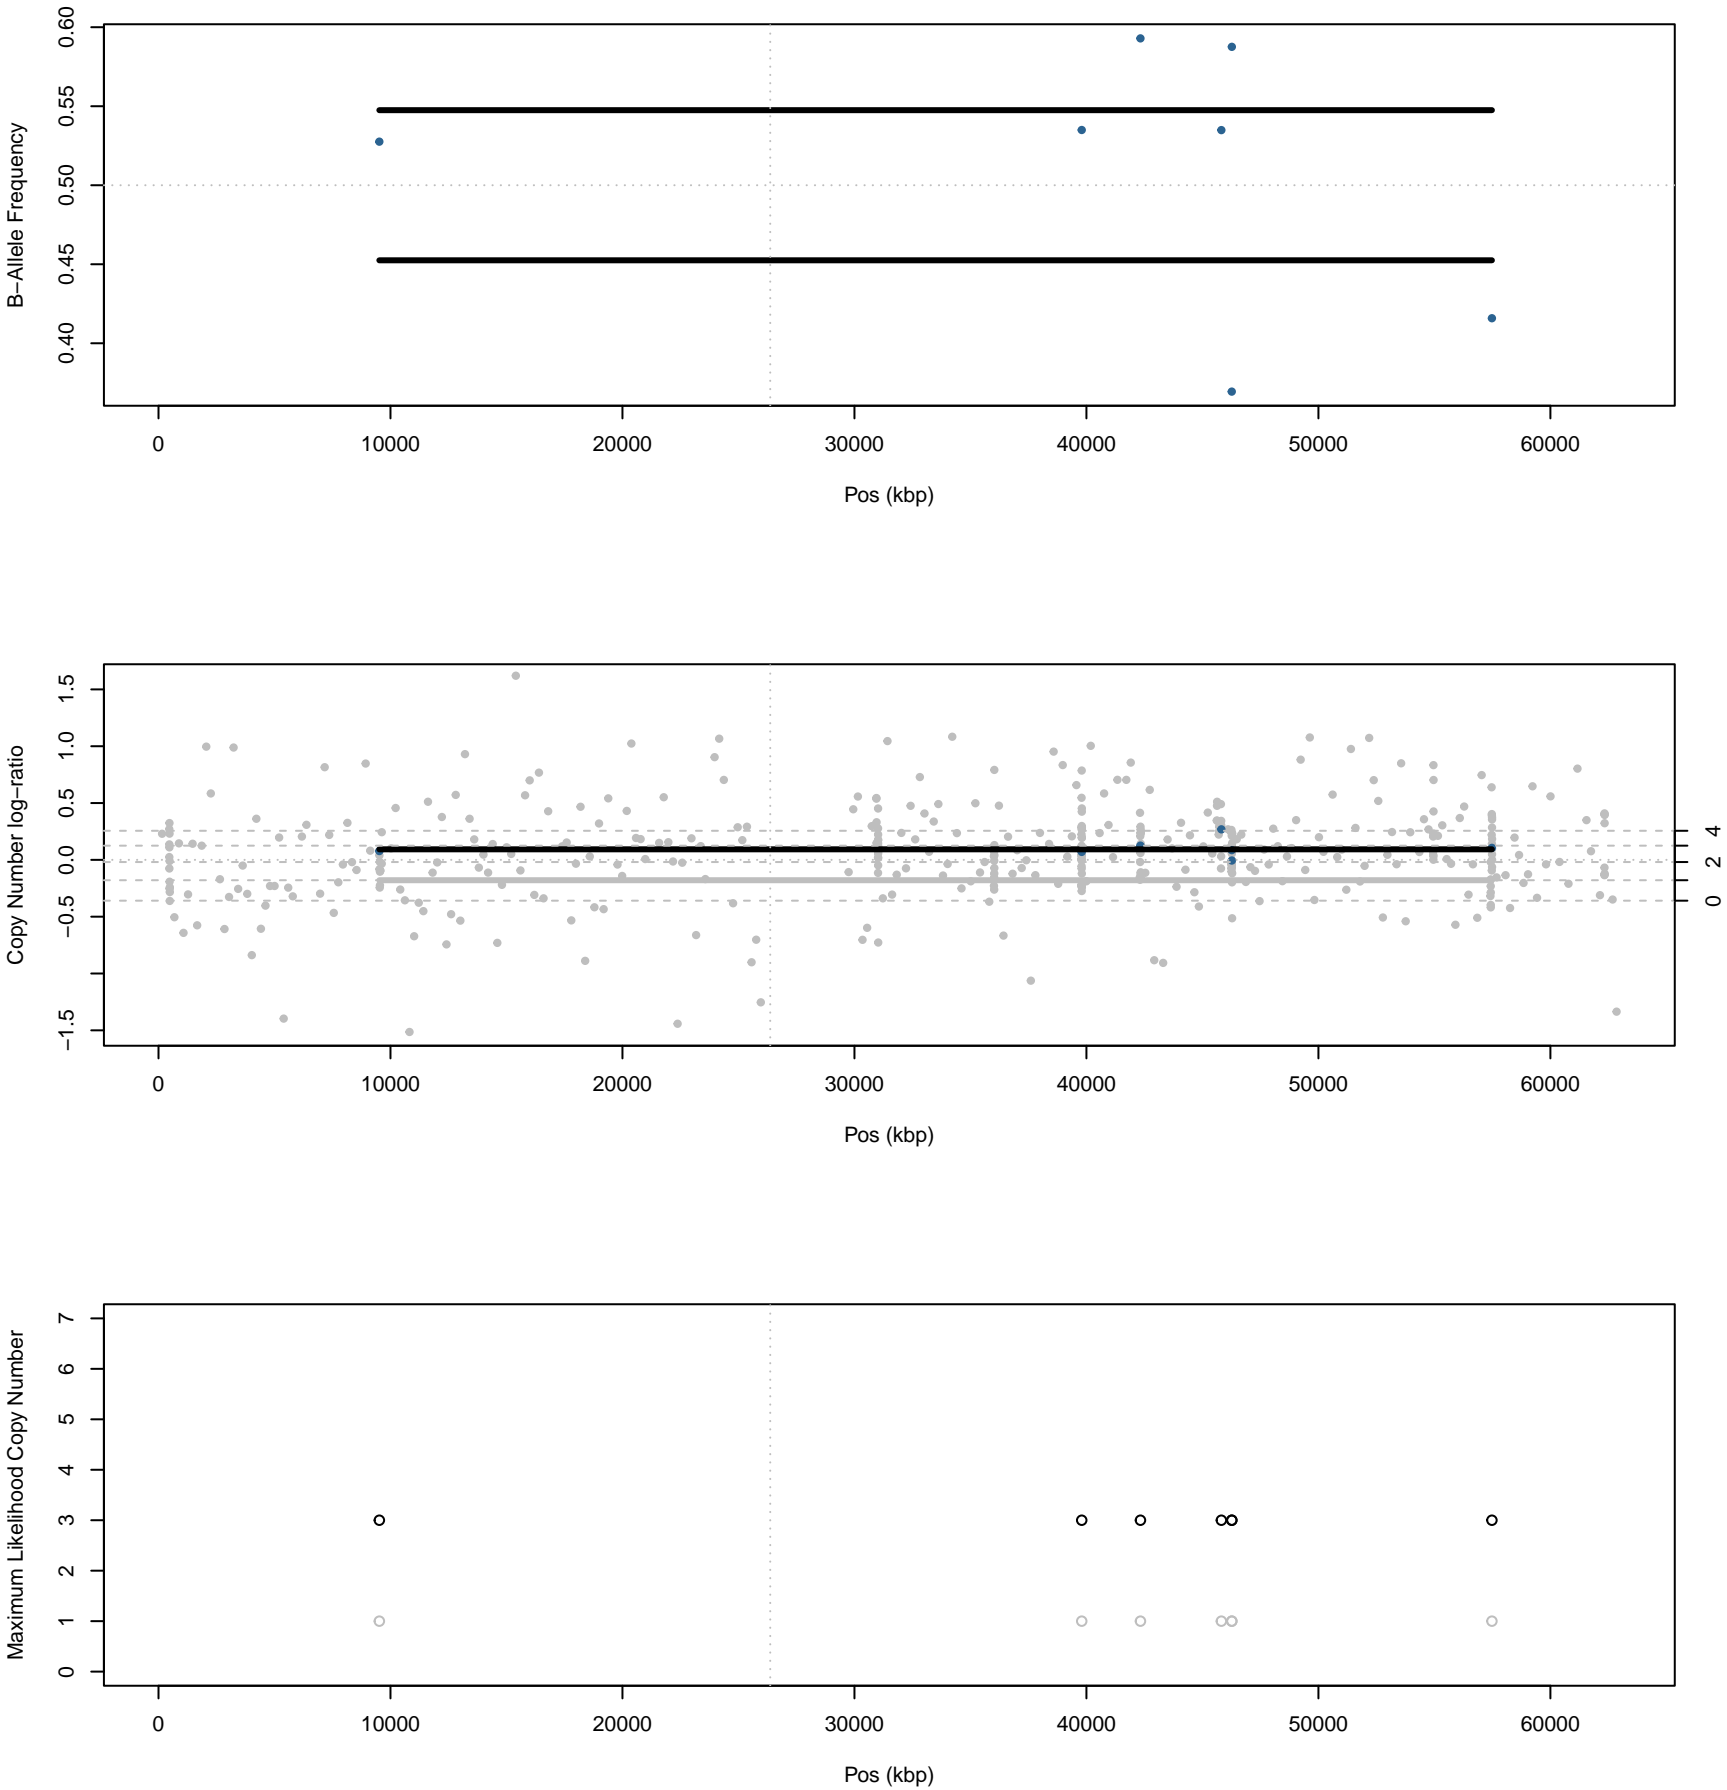 B−Allele Frequency
0.60
0.55
0.50
0.45
0.40
0 10000 20000 30000 40000 50000 60000
Pos (kbp)
Copy Number log−ratio
1.5
1.0
0.5
0.0
−0.5
−1.5
4
2
0
0 10000 20000 30000 40000 50000 60000
Pos (kbp)
Maximum Likelihood Copy Number
7
6
5
4
3
2
1
0
0 10000 20000 30000 40000 50000 60000
Pos (kbp)